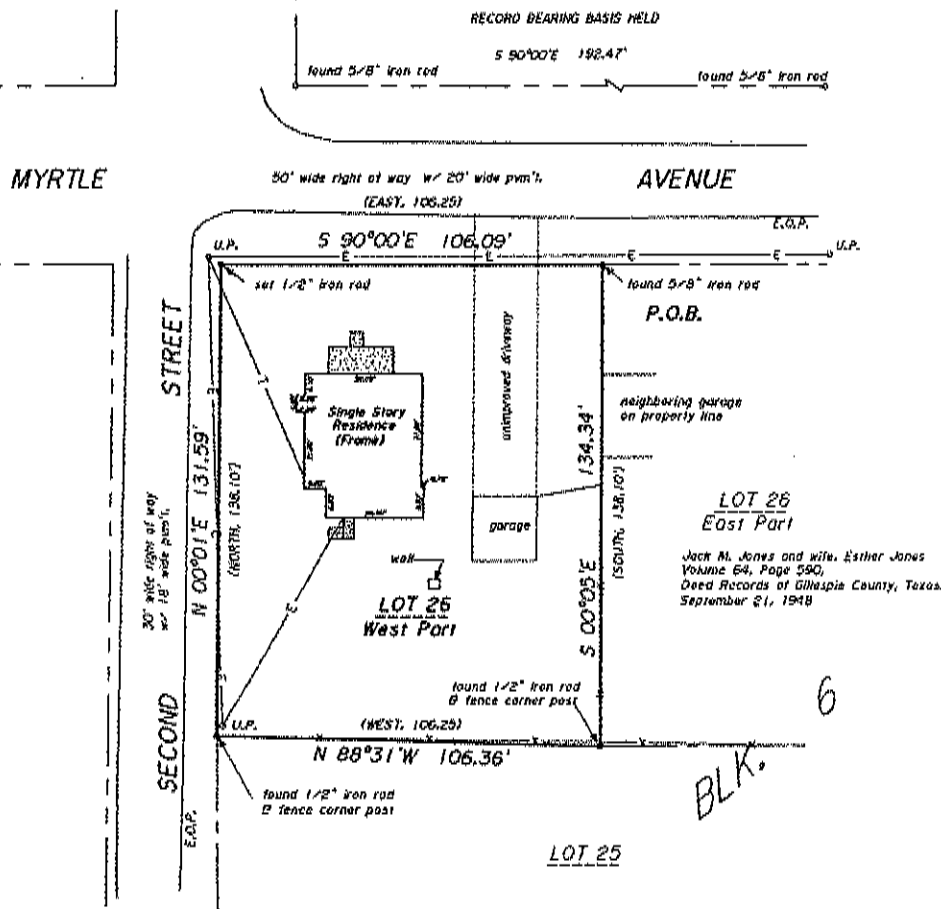 RECORD BEARING BASIS HELD
S 90°00'E 192.47'
found 5/8" iron rod
found 5/8" iron rod
MYRTLE
AVENUE
50' wide right of way w/ 20' wide pvm't.
(EAST, 106.25)
E.O.P.
U.P.
S 90°00'E 106.09'
E
E
E
E
U.P.
set 1/2" iron rod
found 5/8" iron rod
P.O.B.
STREET
unimproved driveway
Single Story
Residence
(Frame)
neighboring garage
on property line
N 00°01'E 131.59'
(NORTH, 138.10')
S 00°05'E 134.34'
(SOUTH, 138.10')
30' wide right of way
w/ 18' wide pvm't.
garage
LOT 26
East Part
Jack M. Jones and wife, Esther Jones
Volume 64, Page 590,
Deed Records of Gillespie County, Texas.
September 21, 1948
well
LOT 26
West Part
found 1/2" iron rod
@ fence corner post
6
U.P.
(WEST, 106.25)
N 88°31'W 106.36'
SECOND
BLK.
found 1/2" iron rod
@ fence corner post
E.O.P.
LOT 25